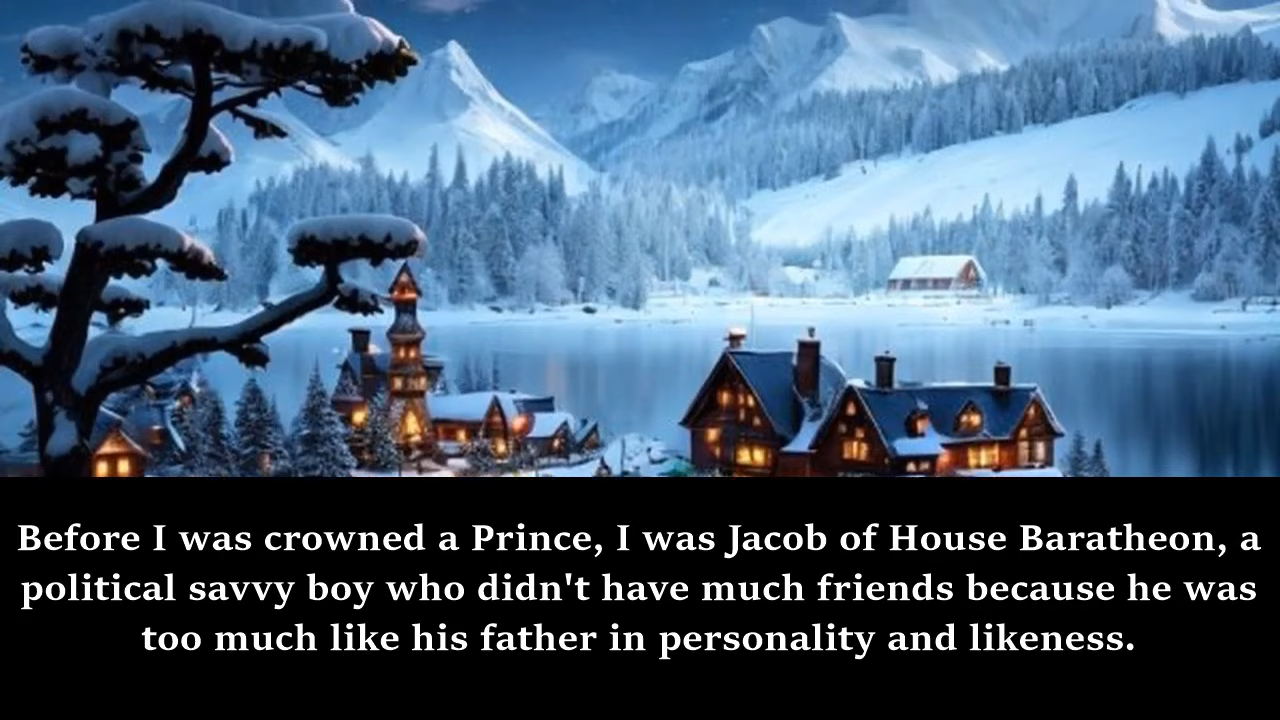 Before I was crowned a Prince, I was Jacob of House Baratheon, a
political savvy boy who didn't have much friends because he was
too much like his father in personality and likeness.